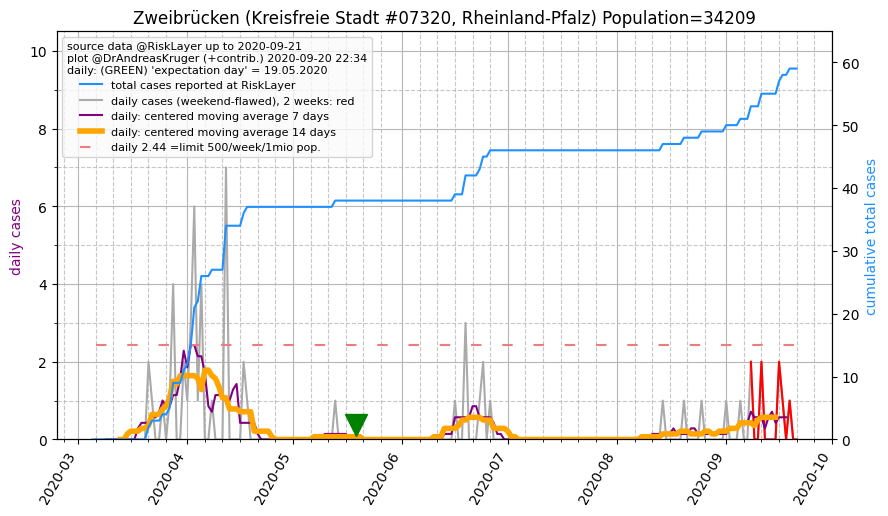 Zweibrücken (Kreisfreie Stadt #07320, Rheinland-Pfalz) Population=34209
source data @RiskLayer up to 2020-09-21
plot @DrAndreasKruger (+contrib.) 2020-09-20 22:34
daily: (GREEN) 'expectation day' = 19.05.2020
total cases reported at RiskLayer
daily cases (weekend-flawed), 2 weeks: red
daily: centered moving average 7 days
daily: centered moving average 14 days
daily 2.44 =limit 500/week/1mio pop.
daily cases
10
8
6
4
2
0
cumulative total cases
60
50
40
30
20
10
0
2020-03
2020-04
2020-05
2020-06
2020-07
2020-08
2020-09
2020-10